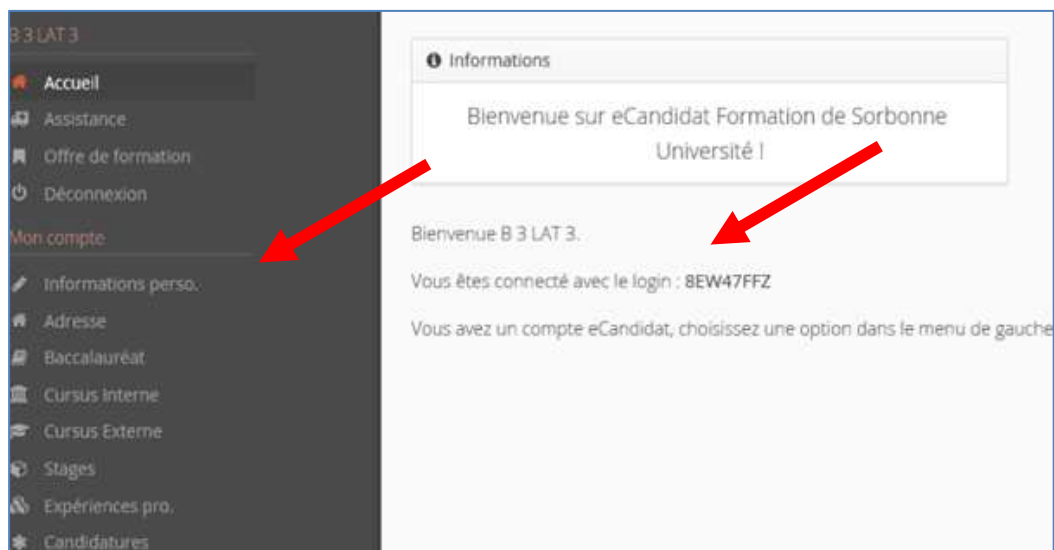 B 3 LAT 3
Accueil
Assistance
Offre de formation
Déconnexion
Mon compte
Informations perso.
Adresse
Baccalauréat
Cursus Interne
Cursus Externe
Stages
Expériences pro.
Candidatures
Informations
Bienvenue sur eCandidat Formation de Sorbonne
Université !
Bienvenue B 3 LAT 3.
Vous êtes connecté avec le login : 8EW47FFZ
Vous avez un compte eCandidat, choisissez une option dans le menu de gauche